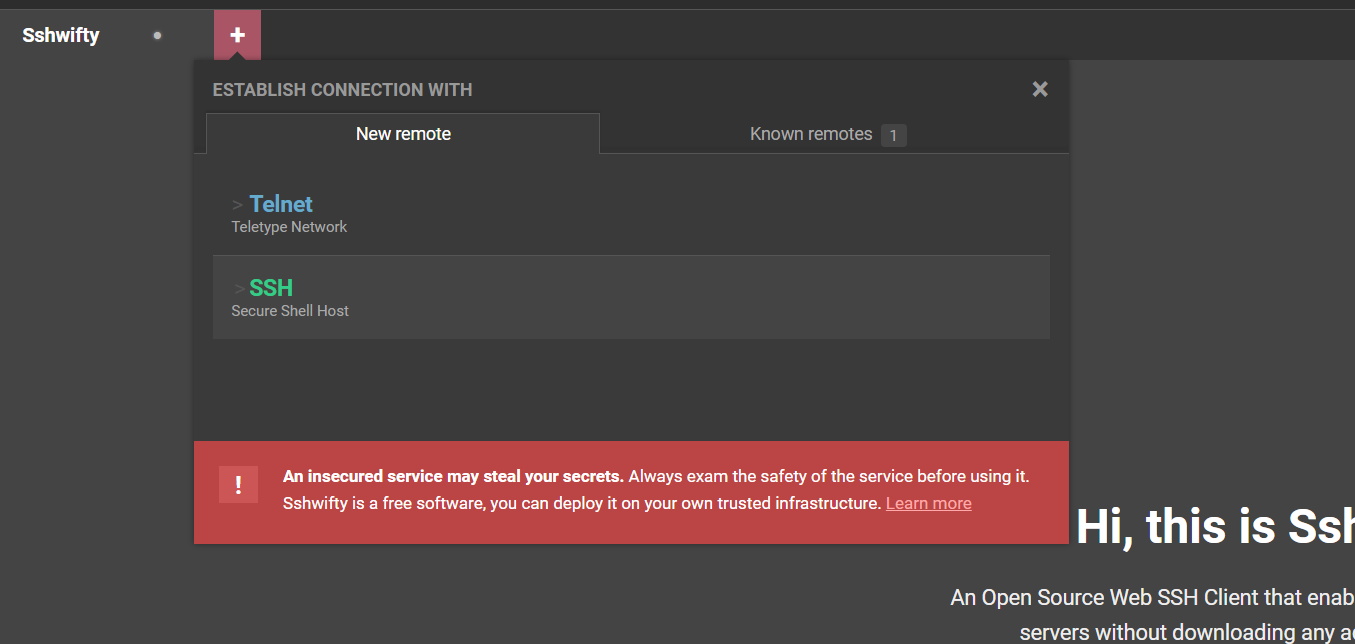 Sshwifty
+
ESTABLISH CONNECTION WITH
×
New remote
Known remotes 1
> Telnet
Teletype Network
> SSH
Secure Shell Host
! An insecured service may steal your secrets. Always exam the safety of the service before using it.
Sshwifty is a free software, you can deploy it on your own trusted infrastructure. Learn more
Hi, this is Ssh
An Open Source Web SSH Client that enab
servers without downloading any a